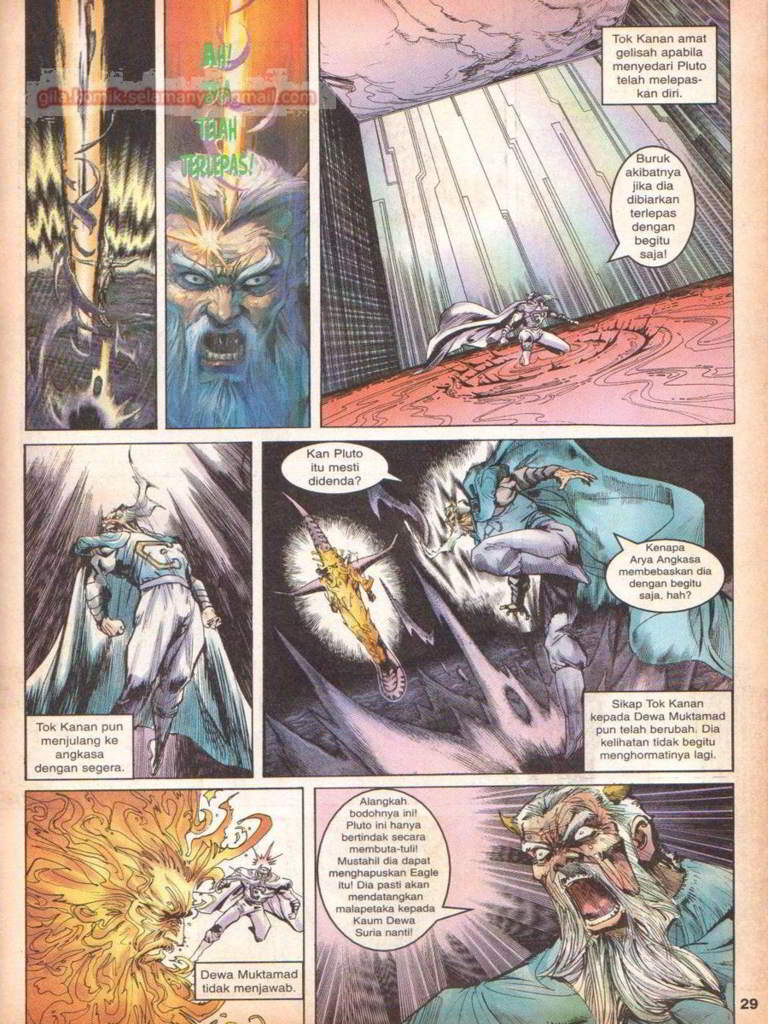 AH!
DIA
TELAH
TERLEPAS!
gila.komik.selamanya@gmail.com
Tok Kanan amat
gelisah apabila
menyedari Pluto
telah melepas-
kan diri.
Buruk
akibatnya
jika dia
dibiarkan
terlepas
dengan
begitu
saja!
Tok Kanan pun
menjulang ke
angkasa
dengan segera.
Kan Pluto
itu mesti
didenda?
Kenapa
Arya Angkasa
membebaskan dia
dengan begitu
saja, hah?
Sikap Tok Kanan
kepada Dewa Muktamad
pun telah berubah. Dia
kelihatan tidak begitu
menghormatinya lagi.
Dewa Muktamad
tidak menjawab.
Alangkah
bodohnya ini!
Pluto ini hanya
bertindak secara
membuta-tuli!
Mustahil dia dapat
menghapuskan Eagle
itu! Dia pasti akan
mendatangkan
malapetaka kepada
Kaum Dewa
Suria nanti!
29